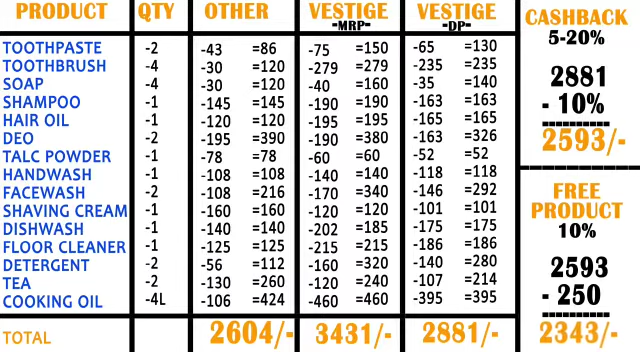 PRODUCT QTY OTHER VESTIGE -MRP- VESTIGE -DP-
TOOTHPASTE -2 -43 =86 -75 =150 -65 =130
TOOTHBRUSH -4 -30 =120 -279 =279 -235 =235
SOAP -4 -30 =120 -40 =160 -35 =140
SHAMPOO -1 -145 =145 -190 =190 -163 =163
HAIR OIL -1 -120 =120 -195 =195 -165 =165
DEO -2 -195 =390 -190 =380 -163 =326
TALC POWDER -1 -78 =78 -60 =60 -52 =52
HANDWASH -1 -108 =108 -140 =140 -118 =118
FACEWASH -2 -108 =216 -170 =340 -146 =292
SHAVING CREAM -1 -160 =160 -120 =120 -101 =101
DISHWASH -1 -140 =140 -202 =185 -175 =175
FLOOR CLEANER -1 -125 =125 -215 =215 -186 =186
DETERGENT -2 -56 =112 -160 =320 -140 =280
TEA -2 -130 =260 -120 =240 -107 =214
COOKING OIL -4L -106 =424 -460 =460 -395 =395
TOTAL 2604/- 3431/- 2881/-
CASHBACK
5-20%
2881
- 10%
2593/-
FREE
PRODUCT
10%
2593
- 250
2343/-